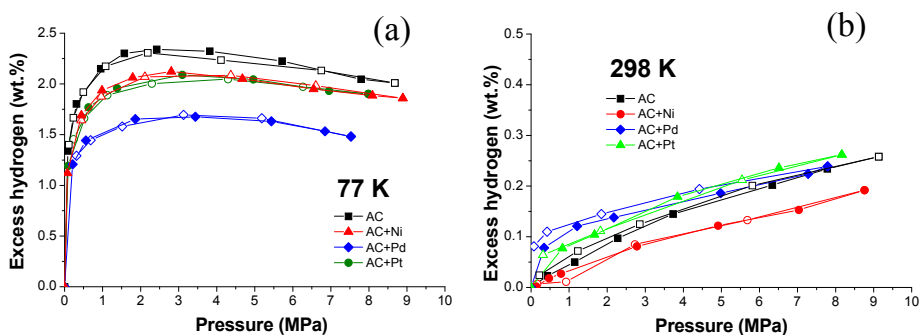 (a)
2.5
2.0
1.5
1.0
0.5
0.0
Excess hydrogen (wt.%)
77 K
AC
AC+Ni
AC+Pd
AC+Pt
0 1 2 3 4 5 6 7 8 9 10
Pressure (MPa)
(b)
0.5
0.4
0.3
0.2
0.1
0.0
Excess hydrogen (wt.%)
298 K
AC
AC+Ni
AC+Pd
AC+Pt
0 1 2 3 4 5 6 7 8 9 10
Pressure (MPa)